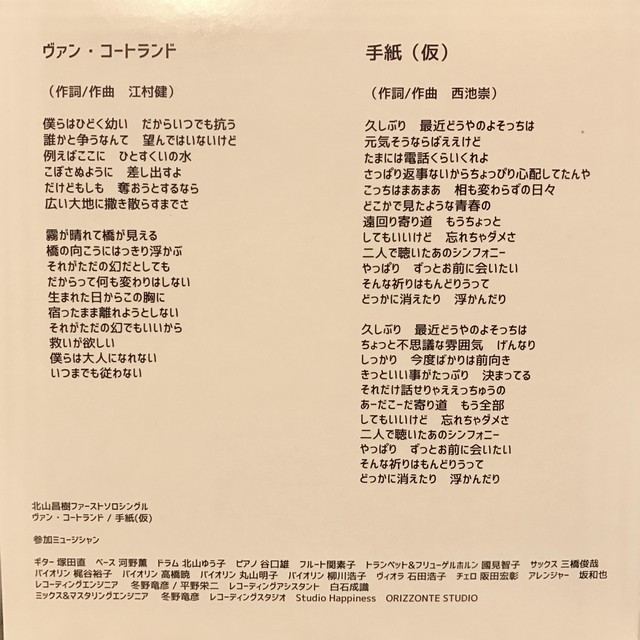 ヴァン・コートランド
（作詞/作曲　江村健）
僕らはひどく幼い　だからいつでも抗う
誰かと争うなんて　望んではいないけど
例えばここに　ひとすくいの水
こぼさぬように　差し出すよ
だけどもしも　奪おうとするなら
広い大地に撒き散らすまでさ
霧が晴れて橋が見える
橋の向こうにはっきり浮かぶ
それがただの幻だとしても
だからって何も変わりはしない
生まれた日からこの胸に
宿ったまま離れようとしない
それがただの幻でもいいから
救いが欲しい
僕らは大人になれない
いつまでも従わない
手紙（仮）
（作詞/作曲　西池崇）
久しぶり　最近どうやのよそっちは
元気そうならばええけど
たまには電話くらいくれよ
さっぱり返事ないからちょっぴり心配してたんや
こっちはまあまあ　相も変わらずの日々
どこかで見たような青春の
遠回り寄り道　もうちょっと
してもいいけど　忘れちゃダメさ
二人で聴いたあのシンフォニー
やっぱり　ずっとお前に会いたい
そんな祈りはもんどりうって
どっかに消えたり　浮かんだり
久しぶり　最近どうやのよそっちは
ちょっと不思議な雰囲気　げんなり
しっかり　今度ばかりは前向き
きっといい事がたっぷり　決まってる
それだけ話せりゃええっちゅうの
あーだこーだ寄り道　もう全部
してもいいけど　忘れちゃダメさ
二人で聴いたあのシンフォニー
やっぱり　ずっとお前に会いたい
そんな祈りはもんどりうって
どっかに消えたり　浮かんだり
北山昌樹ファーストソロシングル
ヴァン・コートランド / 手紙(仮)
参加ミュージシャン
ギター 塚田直　ベース 河野薫　ドラム 北山ゆう子　ピアノ 谷口雄　フルート 関素子　トランペット＆フリューゲルホルン 國見智子　サックス 三橋俊哉
バイオリン 梶谷裕子　バイオリン 高橋暁　バイオリン 丸山明子　バイオリン 柳川浩子　ヴィオラ 石田浩子　チェロ 阪田宏彰　アレンジャー　坂和也
レコーディングエンジニア　冬野竜彦 / 平野栄二　レコーディングアシスタント　白石成識
ミックス＆マスタリングエンジニア　冬野竜彦　レコーディングスタジオ　Studio Happiness　ORIZZONTE STUDIO